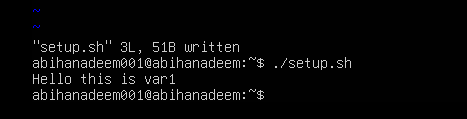 ~
~
"setup.sh" 3L, 51B written
abihanadeem001@abihanadeem:~$ ./setup.sh
Hello this is var1
abihanadeem001@abihanadeem:~$